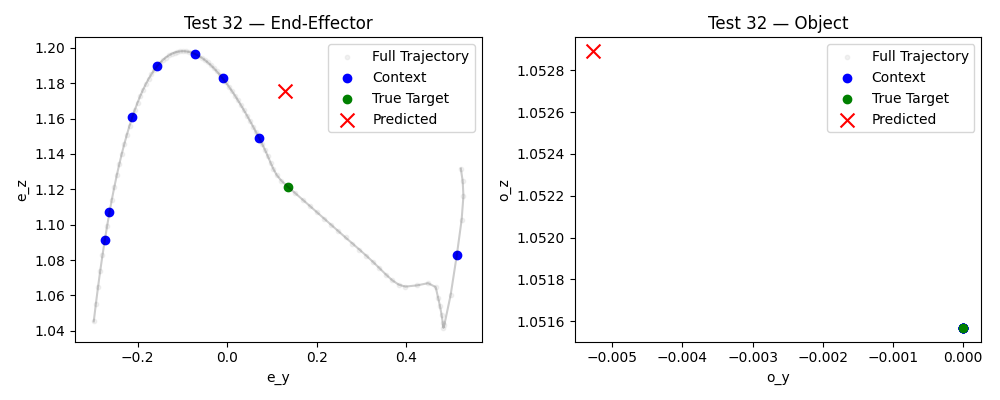 Test 32 — End-Effector
Test 32 — Object
1.20
1.18
1.16
1.14
1.12
1.10
1.08
1.06
1.04
e_z
−0.2
0.0
0.2
0.4
e_y
Full Trajectory
Context
True Target
Predicted
1.0528
1.0526
1.0524
1.0522
1.0520
1.0518
1.0516
o_z
−0.005
−0.004
−0.003
−0.002
−0.001
0.000
o_y
Full Trajectory
Context
True Target
Predicted